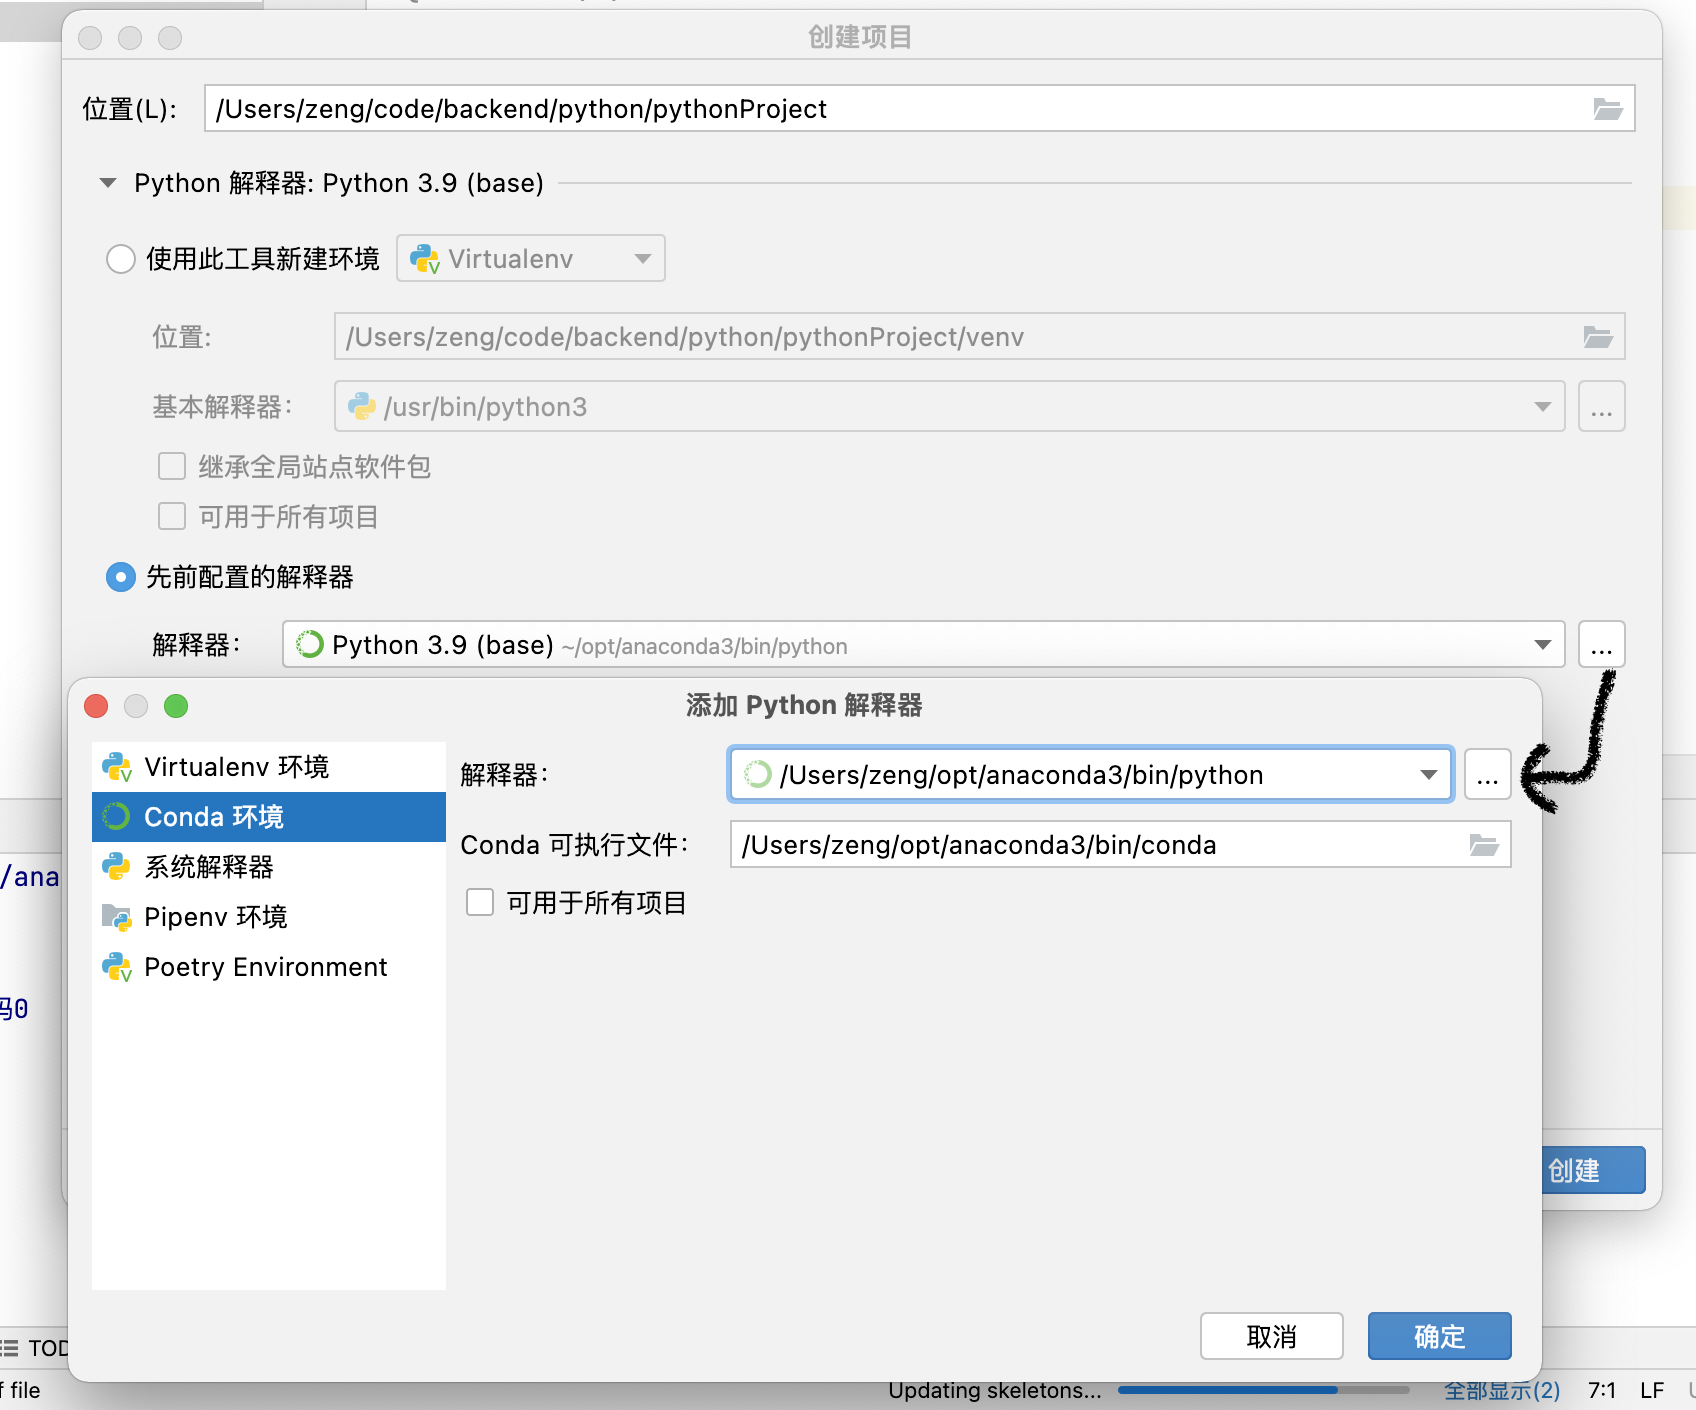 创建项目
位置(L): /Users/zeng/code/backend/python/pythonProject
Python 解释器: Python 3.9 (base)
使用此工具新建环境 Virtualenv
位置: /Users/zeng/code/backend/python/pythonProject/venv
基本解释器: /usr/bin/python3 ...
继承全局站点软件包
可用于所有项目
先前配置的解释器
解释器: Python 3.9 (base) ~/opt/anaconda3/bin/python ...
添加 Python 解释器
Virtualenv 环境
Conda 环境
系统解释器
Pipenv 环境
Poetry Environment
解释器: /Users/zeng/opt/anaconda3/bin/python ...
Conda 可执行文件: /Users/zeng/opt/anaconda3/bin/conda
可用于所有项目
/ana
码0
创建
取消 确定
TOD
f file Updating skeletons... 全部显示(2) 7:1 LF